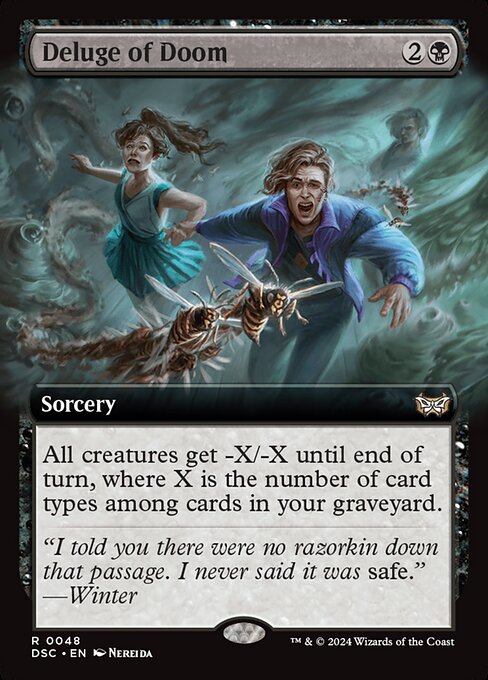 Deluge of Doom 2
Sorcery
All creatures get -X/-X until end of
turn, where X is the number of card
types among cards in your graveyard.
“I told you there were no razorkin down
that passage. I never said it was safe.”
—Winter
R 0048
DSC • EN Nereida
™ & © 2024 Wizards of the Coast